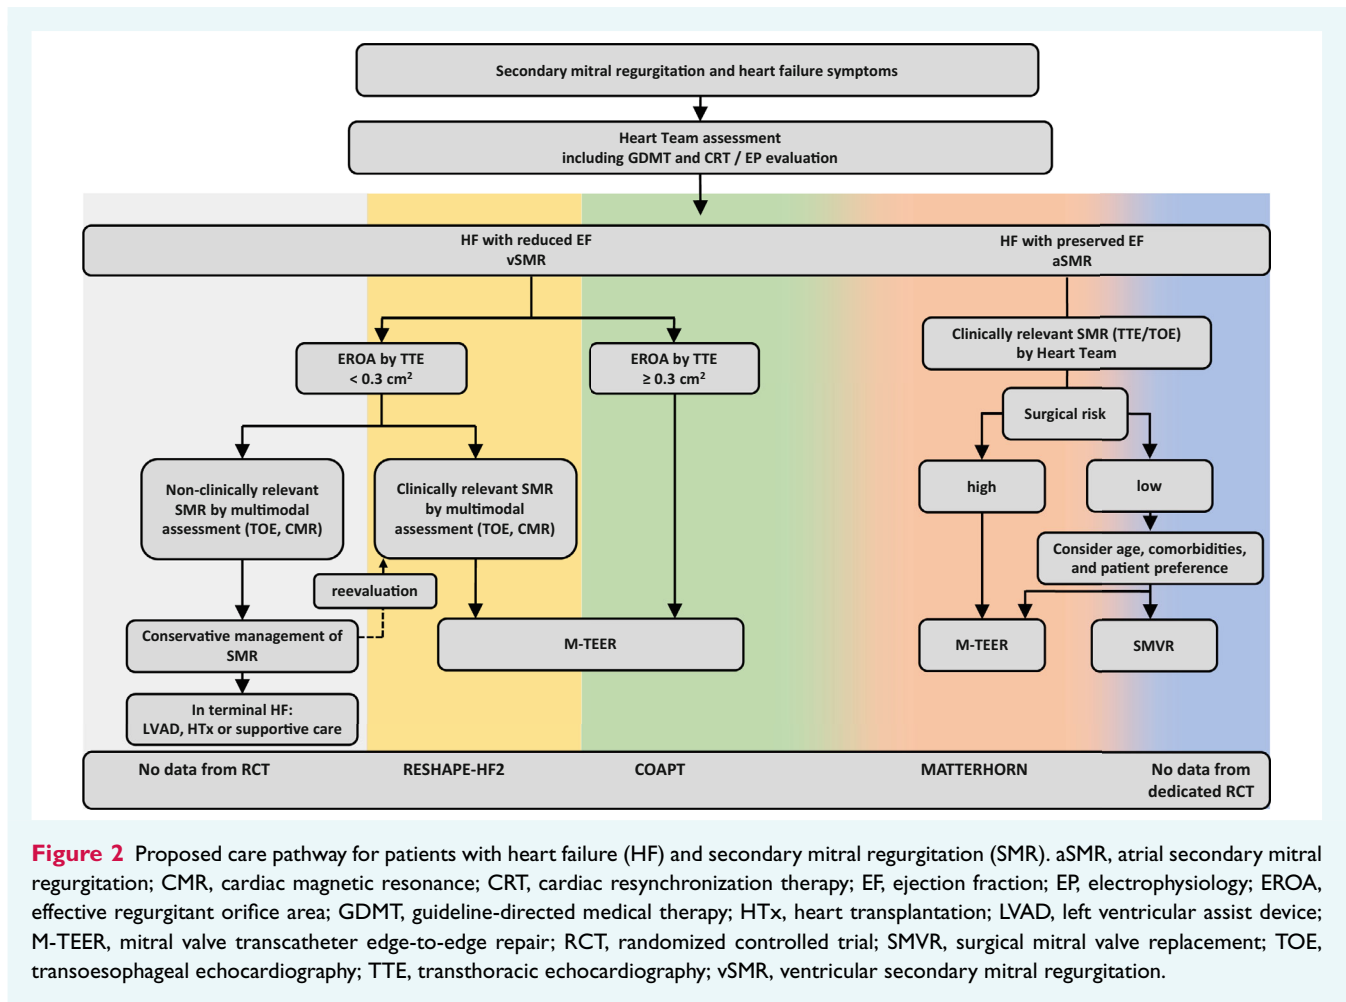 Secondary mitral regurgitation and heart failure symptoms
Heart Team assessment
including GDMT and CRT / EP evaluation
HF with reduced EF
vSMR
HF with preserved EF
aSMR
EROA by TTE
< 0.3 cm²
EROA by TTE
≥ 0.3 cm²
Clinically relevant SMR (TTE/TOE)
by Heart Team
Surgical risk
Non-clinically relevant
SMR by multimodal
assessment (TOE, CMR)
Clinically relevant SMR
by multimodal
assessment (TOE, CMR)
high
low
Consider age, comorbidities,
and patient preference
reevaluation
Conservative management of
SMR
M-TEER
M-TEER
SMVR
In terminal HF:
LVAD, HTx or supportive care
No data from RCT
RESHAPE-HF2
COAPT
MATTERHORN
No data from
dedicated RCT
Figure 2 Proposed care pathway for patients with heart failure (HF) and secondary mitral regurgitation (SMR). aSMR, atrial secondary mitral
regurgitation; CMR, cardiac magnetic resonance; CRT, cardiac resynchronization therapy; EF, ejection fraction; EP, electrophysiology; EROA,
effective regurgitant orifice area; GDMT, guideline-directed medical therapy; HTx, heart transplantation; LVAD, left ventricular assist device;
M-TEER, mitral valve transcatheter edge-to-edge repair; RCT, randomized controlled trial; SMVR, surgical mitral valve replacement; TOE,
transoesophageal echocardiography; TTE, transthoracic echocardiography; vSMR, ventricular secondary mitral regurgitation.